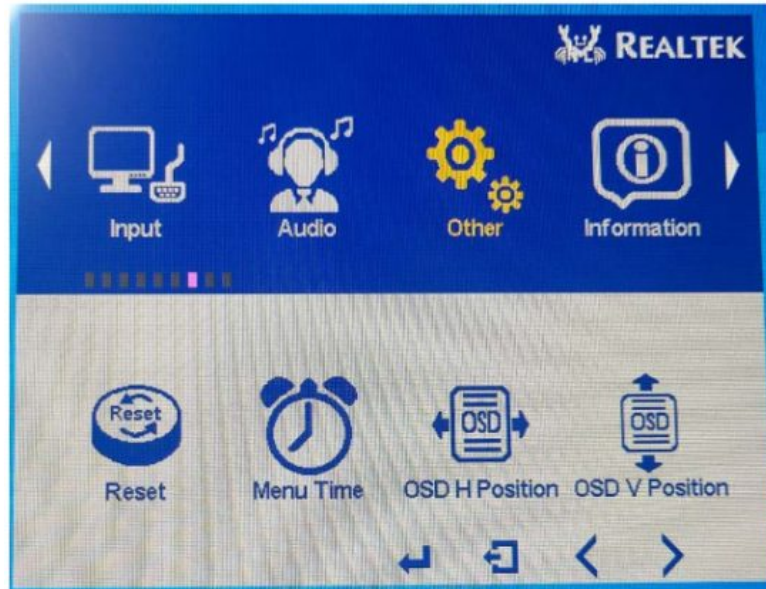 REALTEK
Input Audio Other Information
Reset
Reset Menu Time OSD H Position OSD V Position
OSD OSD